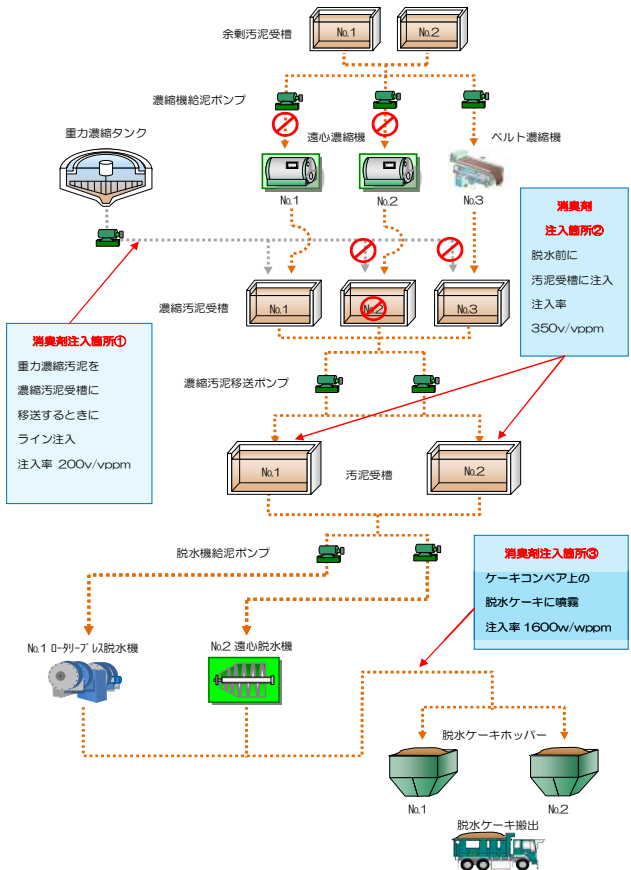 余剰汚泥受槽
No.1
No.2
濃縮機給泥ポンプ
重力濃縮タンク
遠心濃縮機
ベルト濃縮機
No.1
No.2
No.3
消臭剤
注入箇所②
脱水前に
汚泥受槽に注入
注入率
350v/vppm
濃縮汚泥受槽
No.1
No.2
No.3
消臭剤注入箇所①
重力濃縮汚泥を
濃縮汚泥受槽に
移送するときに
ライン注入
注入率 200v/vppm
濃縮汚泥移送ポンプ
No.1
汚泥受槽
No.2
脱水機給泥ポンプ
消臭剤注入箇所③
ケーキコンベア上の
脱水ケーキに噴霧
注入率1600w/wppm
No.1 ﾛｰﾀﾘｰﾌﾟﾚｽ脱水機
No.2 遠心脱水機
脱水ケーキホッパー
No.1
No.2
脱水ケーキ搬出